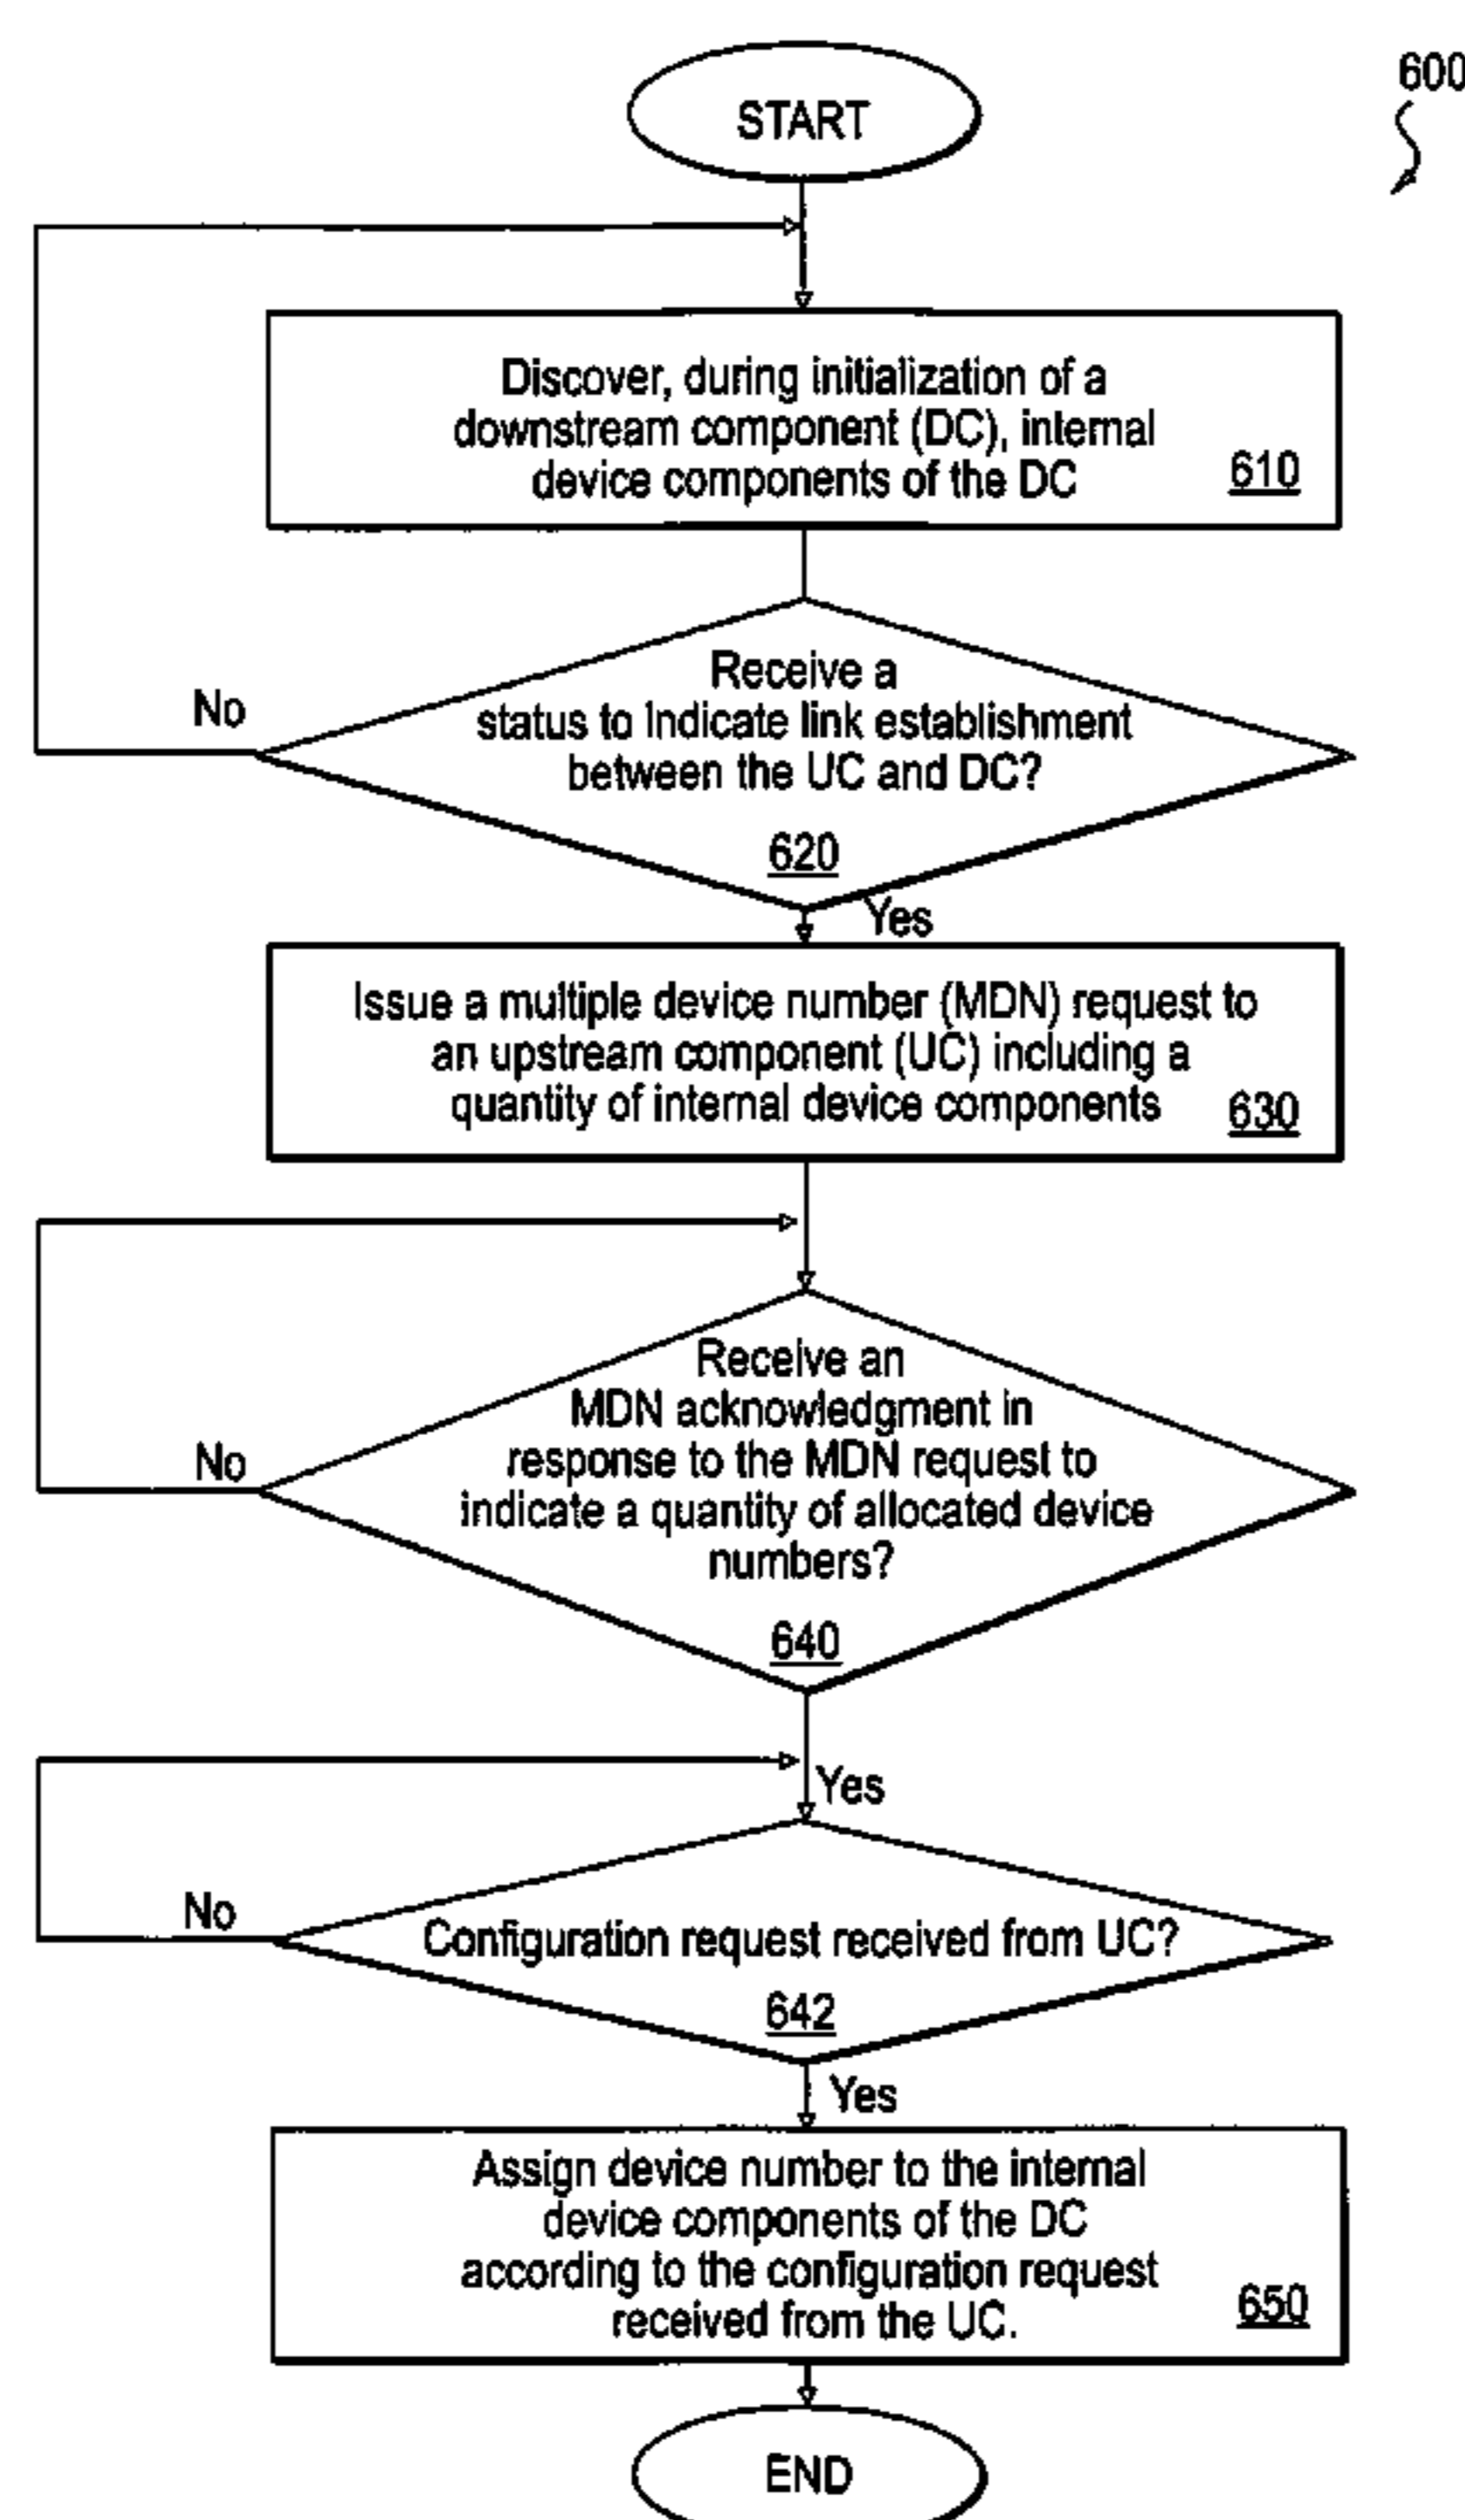 START
600
Discover, during initialization of a
downstream component (DC), internal
device components of the DC
610
Receive a
status to indicate link establishment
between the UC and DC?
620
No
Yes
Issue a multiple device number (MDN) request to
an upstream component (UC) including a
quantity of internal device components
630
Receive an
MDN acknowledgment in
response to the MDN request to
indicate a quantity of allocated device
numbers?
640
No
Yes
Configuration request received from UC?
642
No
Yes
Assign device number to the internal
device components of the DC
according to the configuration request
received from the UC.
650
END